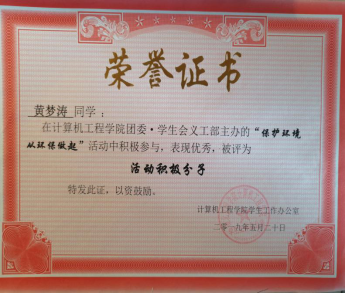 荣誉证书
黄梦涛 同学：
在计算机工程学院团委·学生会义工部主办的“保护环境
从环保做起”活动中积极参与，表现优秀，被评为
活动积极分子
特发此证，以资鼓励。
计算机工程学院学生工作办公室
二〇一九年五月二十日